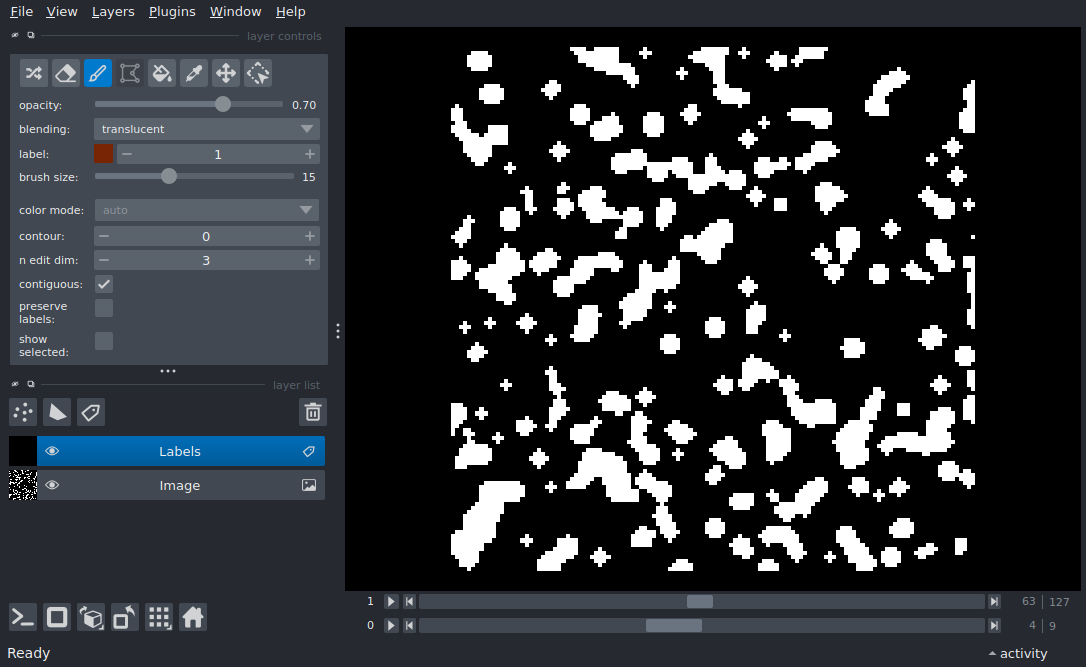 File View Layers Plugins Window Help
layer controls
opacity: 0.70
blending: translucent
label: 1
brush size: 15
color mode: auto
contour: 0
n edit dim: 3
contiguous:
preserve
labels:
show
selected:
layer list
Labels
Image
1 63 127
0 4 9
Ready activity